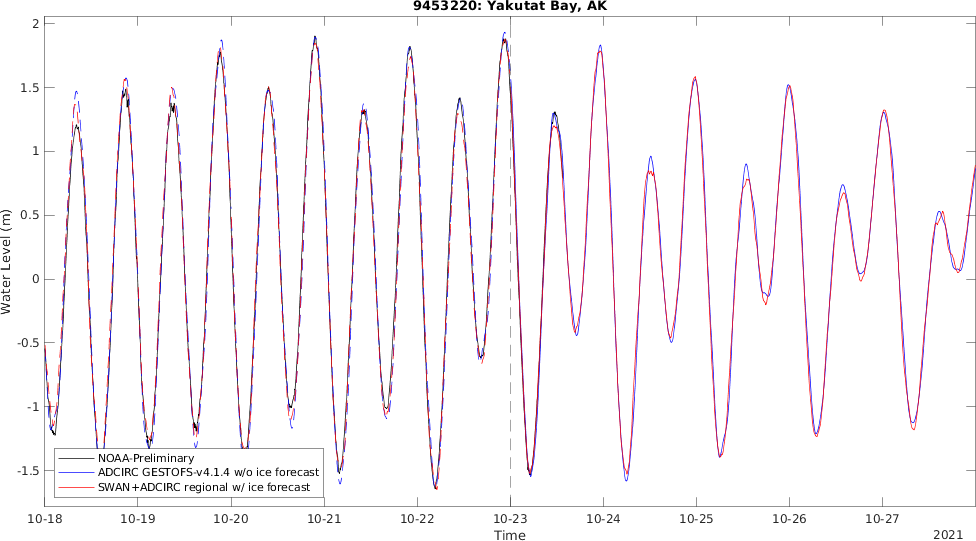 9453220: Yakutat Bay, AK
Water Level (m)
2
1.5
1
0.5
0
-0.5
-1
-1.5
NOAA-Preliminary
ADCIRC GESTOFS-v4.1.4 w/o ice forecast
SWAN+ADCIRC regional w/ ice forecast
10-18 10-19 10-20 10-21 10-22 10-23 10-24 10-25 10-26 10-27
Time
2021